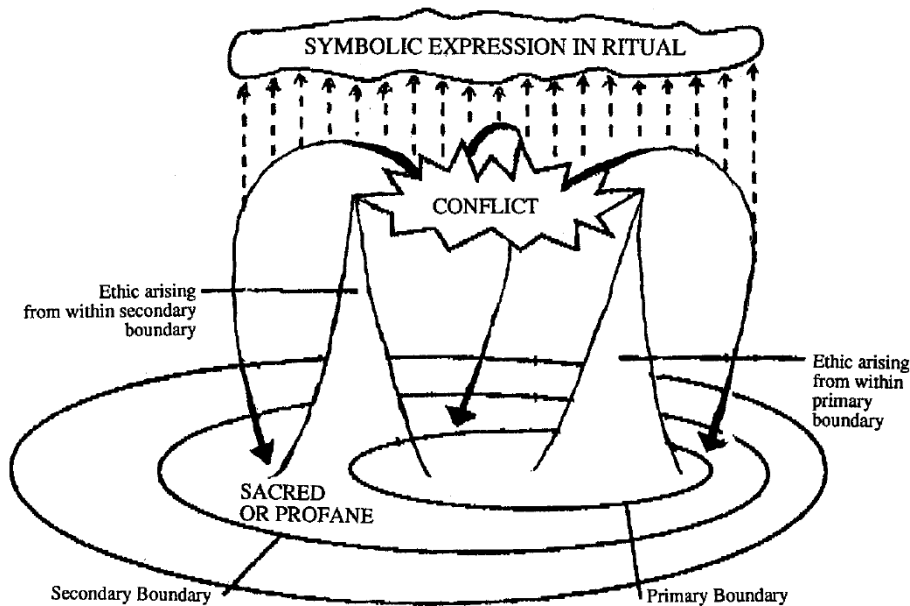 SYMBOLIC EXPRESSION IN RITUAL
CONFLICT
Ethic arising
from within secondary
boundary
Ethic arising
from within
primary
boundary
SACRED
OR PROFANE
Secondary Boundary
Primary Boundary